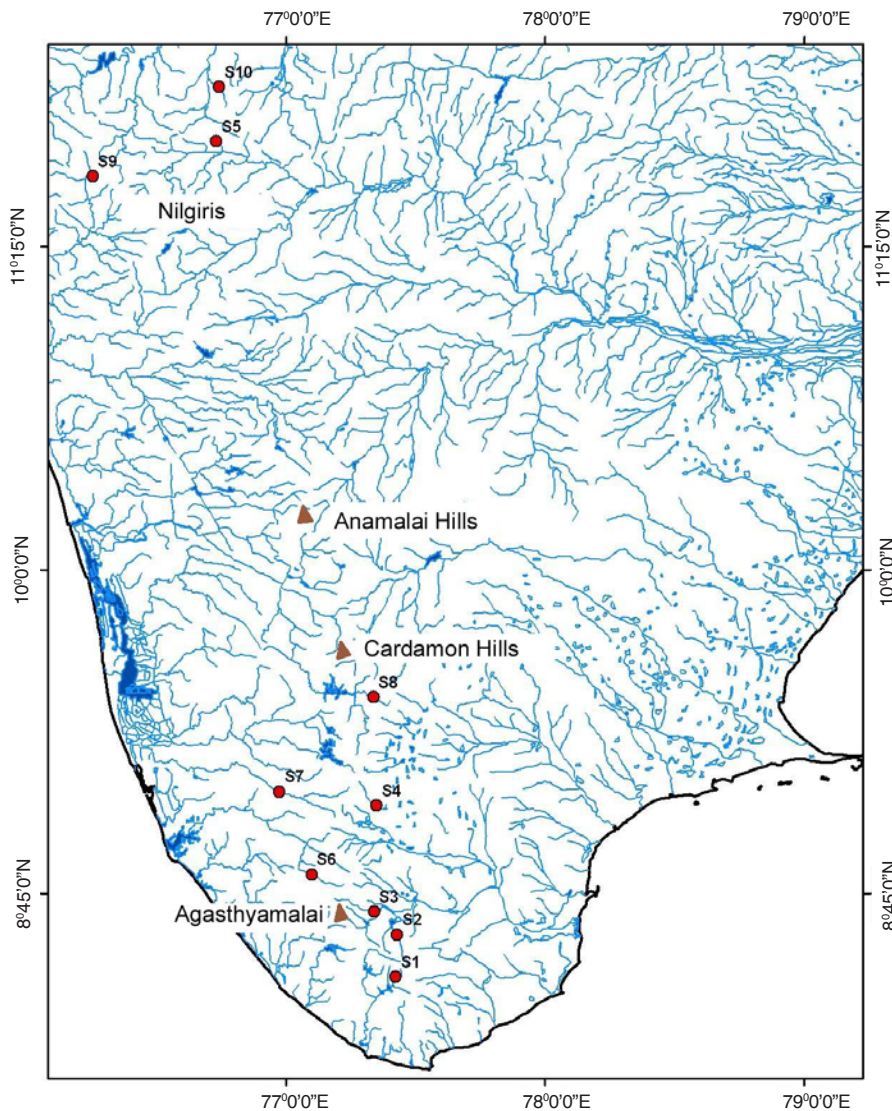 77⁰0'0"E 78⁰0'0"E 79⁰0'0"E
S10
S5
S9
Nilgiris
11⁰15'0"N 11⁰15'0"N
Anamalai Hills
10⁰0'0"N 10⁰0'0"N
Cardamon Hills
S8
S7
S4
S6
8⁰45'0"N 8⁰45'0"N
S3
Agasthyamalai
S2
S1
77⁰0'0"E 78⁰0'0"E 79⁰0'0"E